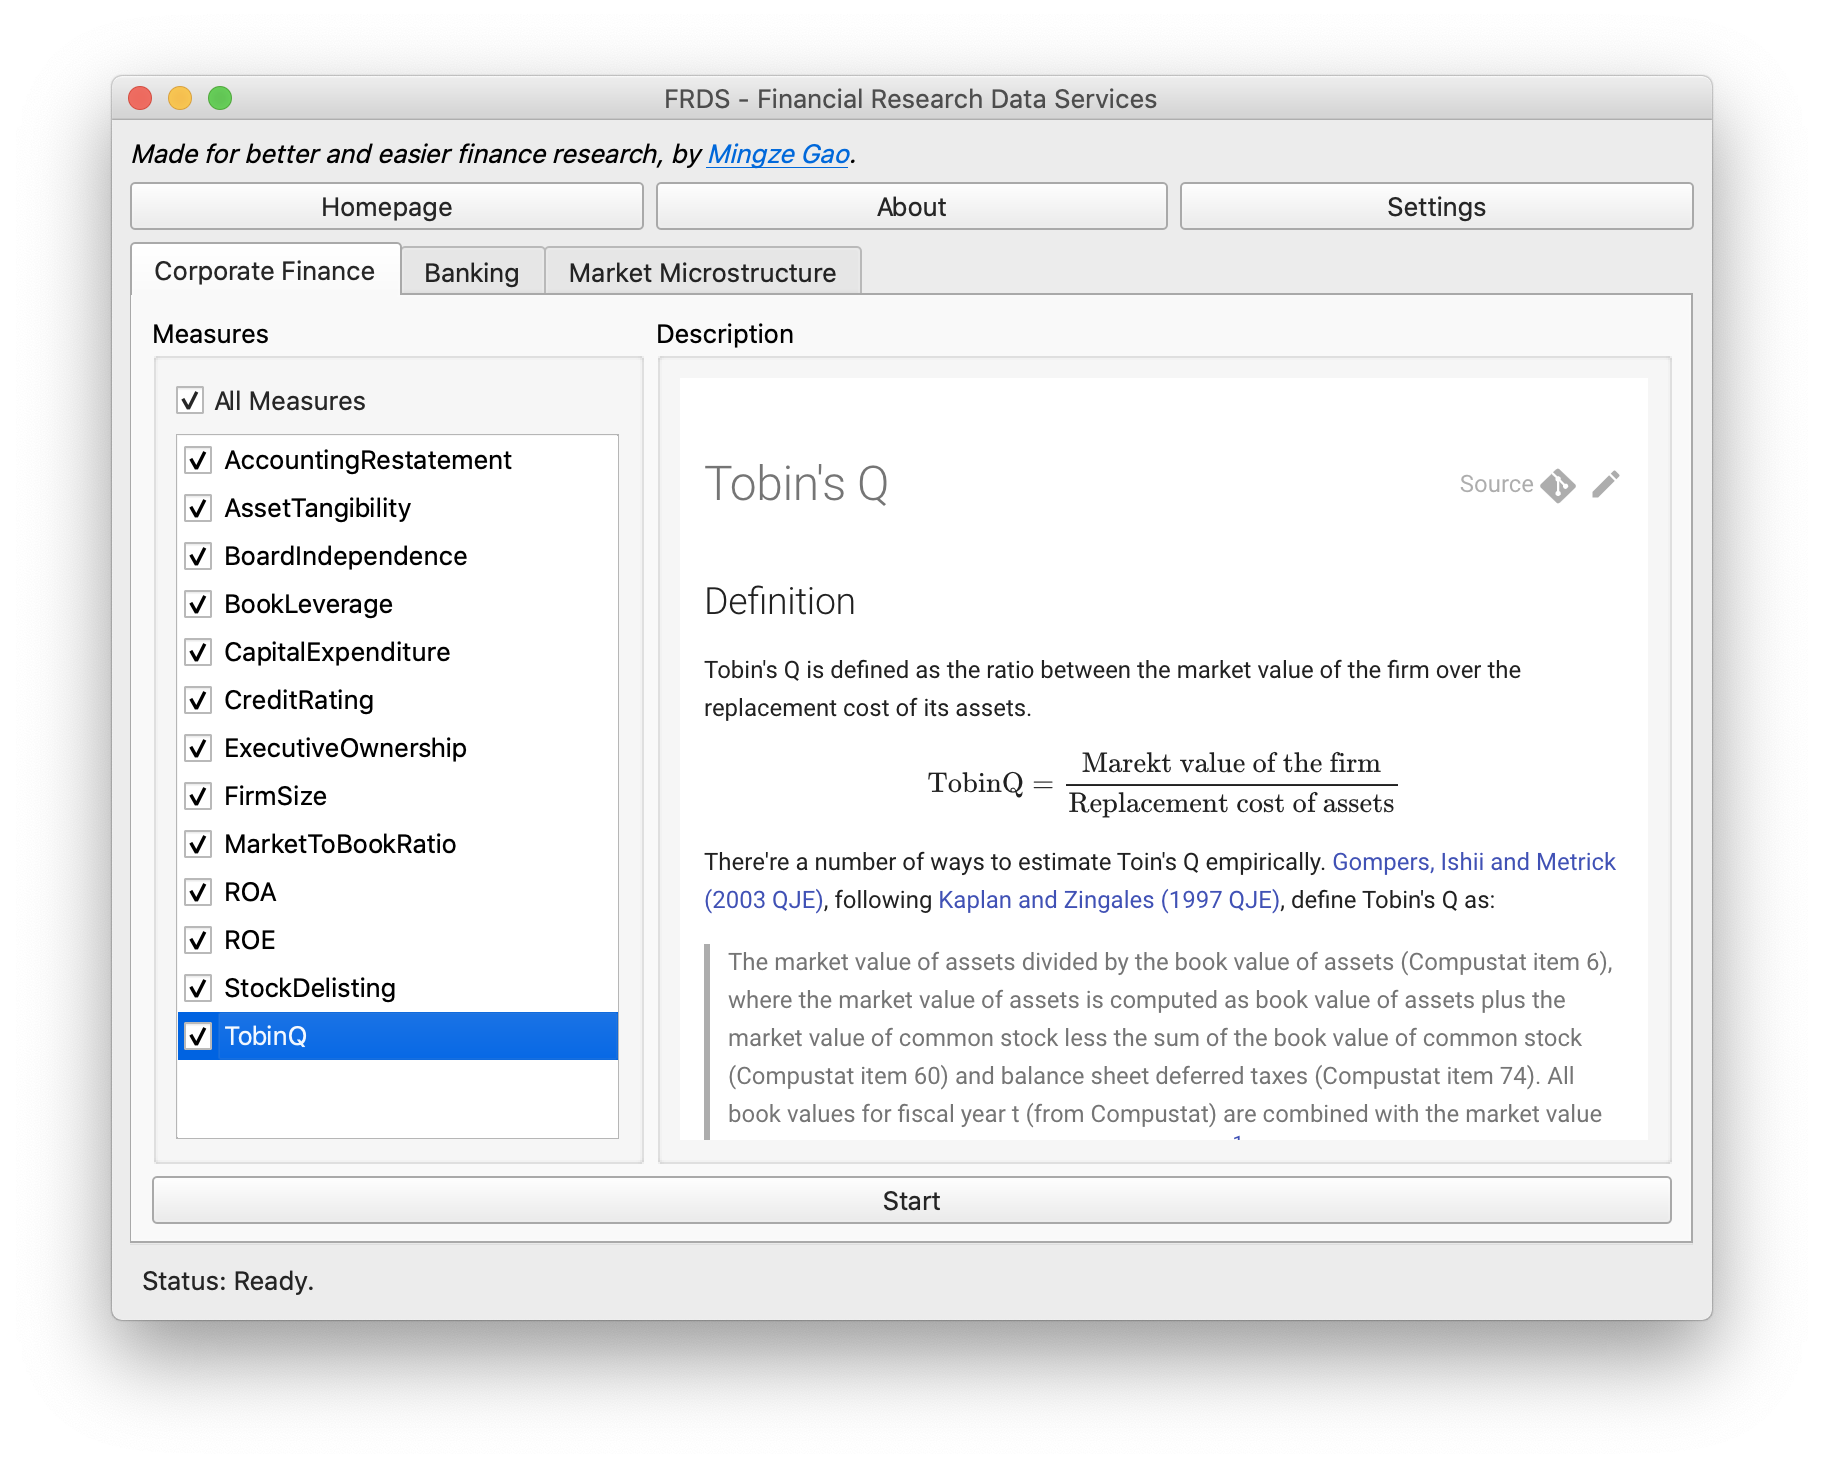 FRDS - Financial Research Data Services
Made for better and easier finance research, by Mingze Gao.
Homepage
About
Settings
Corporate Finance
Banking
Market Microstructure
Measures
All Measures
AccountingRestatement
AssetTangibility
BoardIndependence
BookLeverage
CapitalExpenditure
CreditRating
ExecutiveOwnership
FirmSize
MarketToBookRatio
ROA
ROE
StockDelisting
TobinQ
Description
Tobin's Q
Source
Definition
Tobin's Q is defined as the ratio between the market value of the firm over the
replacement cost of its assets.
Marekt value of the firm
TobinQ =
Replacement cost of assets
There're a number of ways to estimate Toin's Q empirically. Gompers, Ishii and Metrick
(2003 QJE), following Kaplan and Zingales (1997 QJE), define Tobin's Q as:
The market value of assets divided by the book value of assets (Compustat item 6),
where the market value of assets is computed as book value of assets plus the
market value of common stock less the sum of the book value of common stock
(Compustat item 60) and balance sheet deferred taxes (Compustat item 74). All
book values for fiscal year t (from Compustat) are combined with the market value
1
Start
Status: Ready.